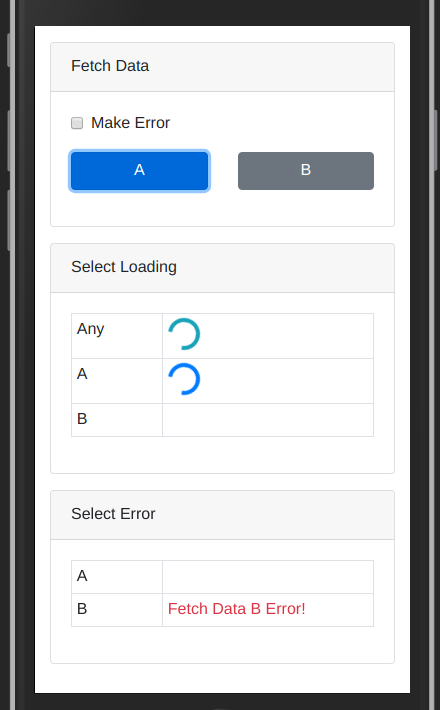 Fetch Data
Make Error
A
B
Select Loading
Any
A
B
Select Error
A
B Fetch Data B Error!